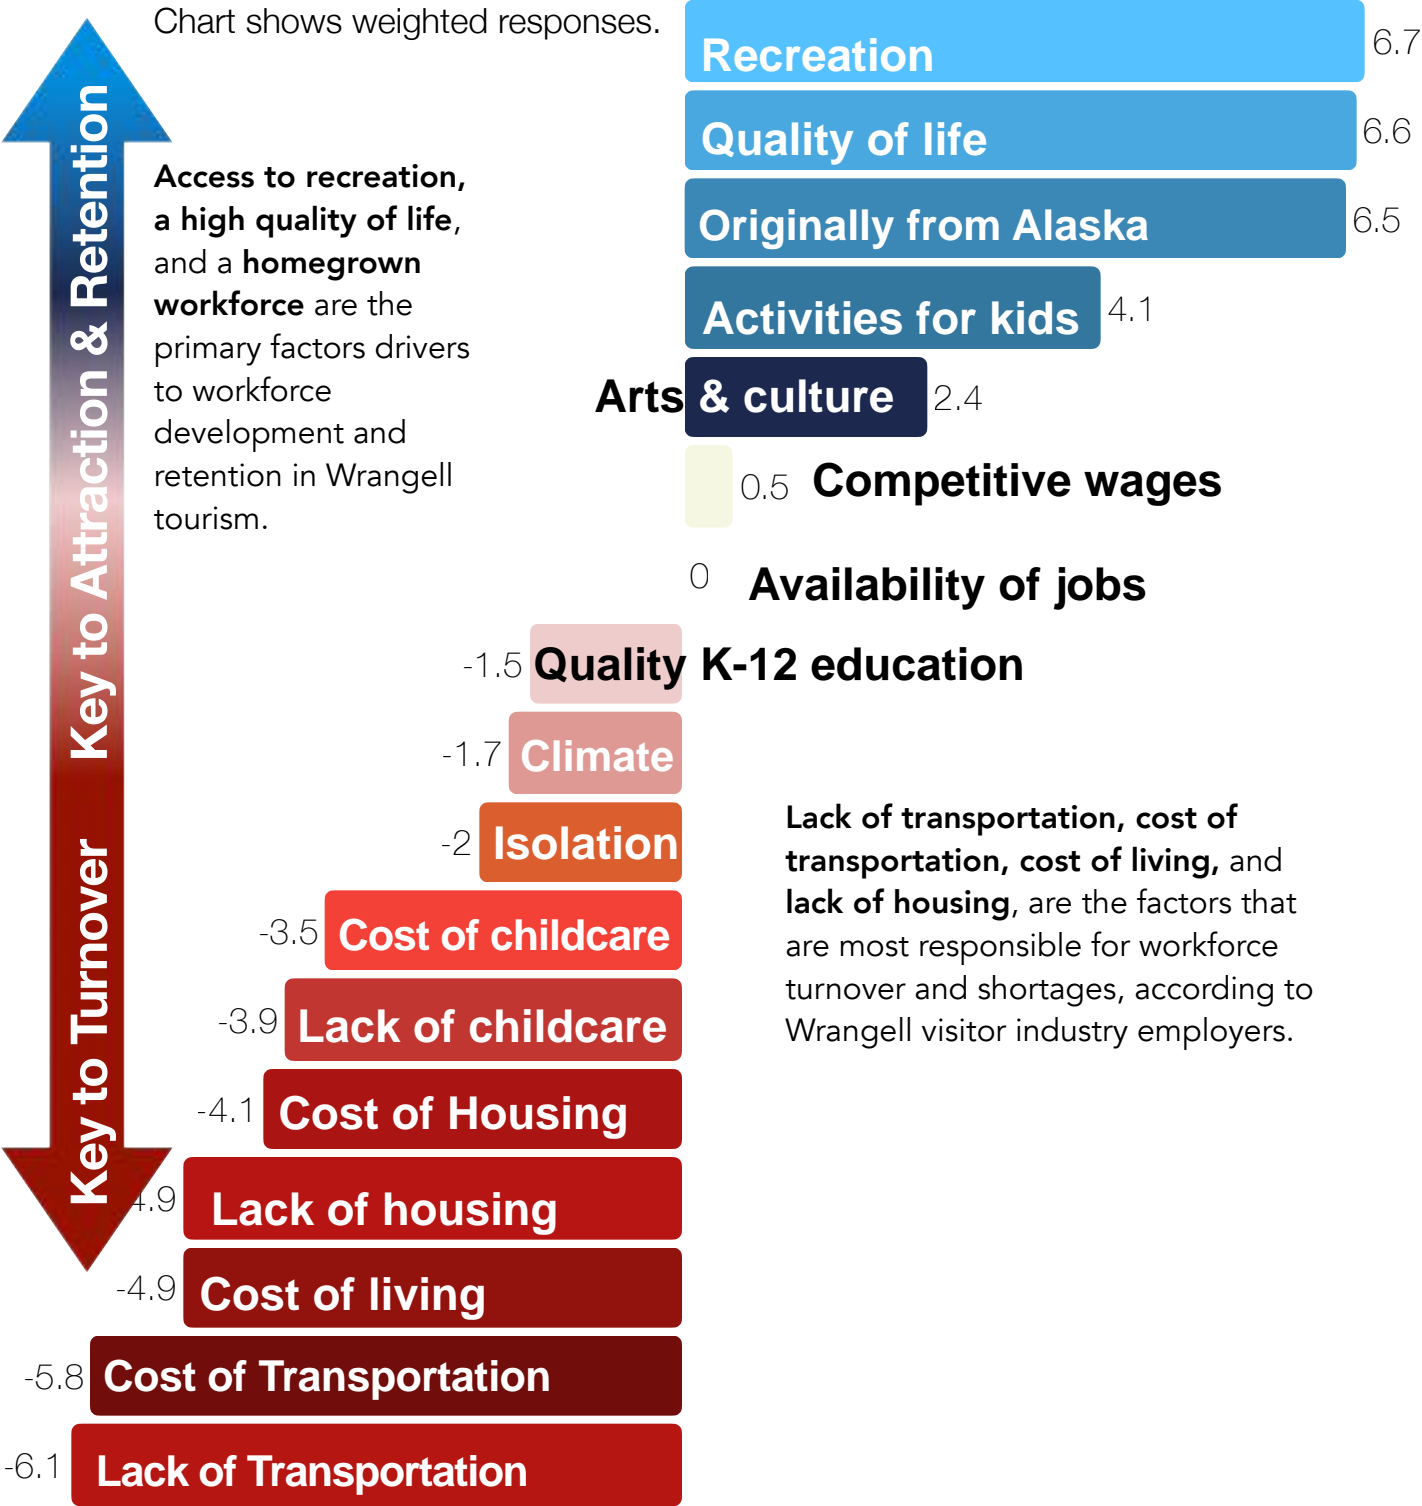 Chart shows weighted responses.
Recreation
6.7
Quality of life
6.6
Originally from Alaska
6.5
Activities for kids
4.1
Arts & culture
2.4
0.5
Competitive wages
0
Availability of jobs
-1.5
Quality K-12 education
-1.7
Climate
-2
Isolation
-3.5
Cost of childcare
-3.9
Lack of childcare
-4.1
Cost of Housing
.9
Lack of housing
-4.9
Cost of living
-5.8
Cost of Transportation
-6.1
Lack of Transportation
Key to Attraction & Retention
Key to Turnover
Access to recreation,
a high quality of life,
and a homegrown
workforce are the
primary factors drivers
to workforce
development and
retention in Wrangell
tourism.
Lack of transportation, cost of
transportation, cost of living, and
lack of housing, are the factors that
are most responsible for workforce
turnover and shortages, according to
Wrangell visitor industry employers.